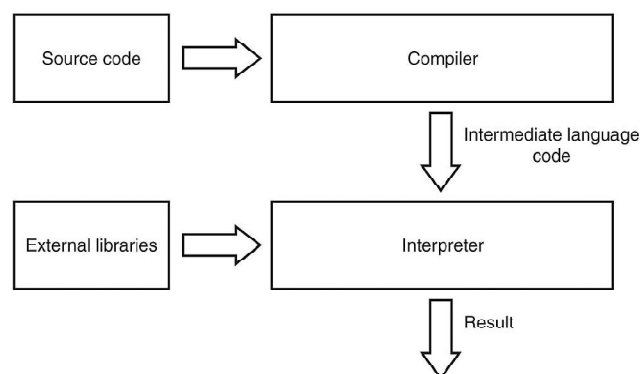 Source code
Compiler
Intermediate language
code
External libraries
Interpreter
Result